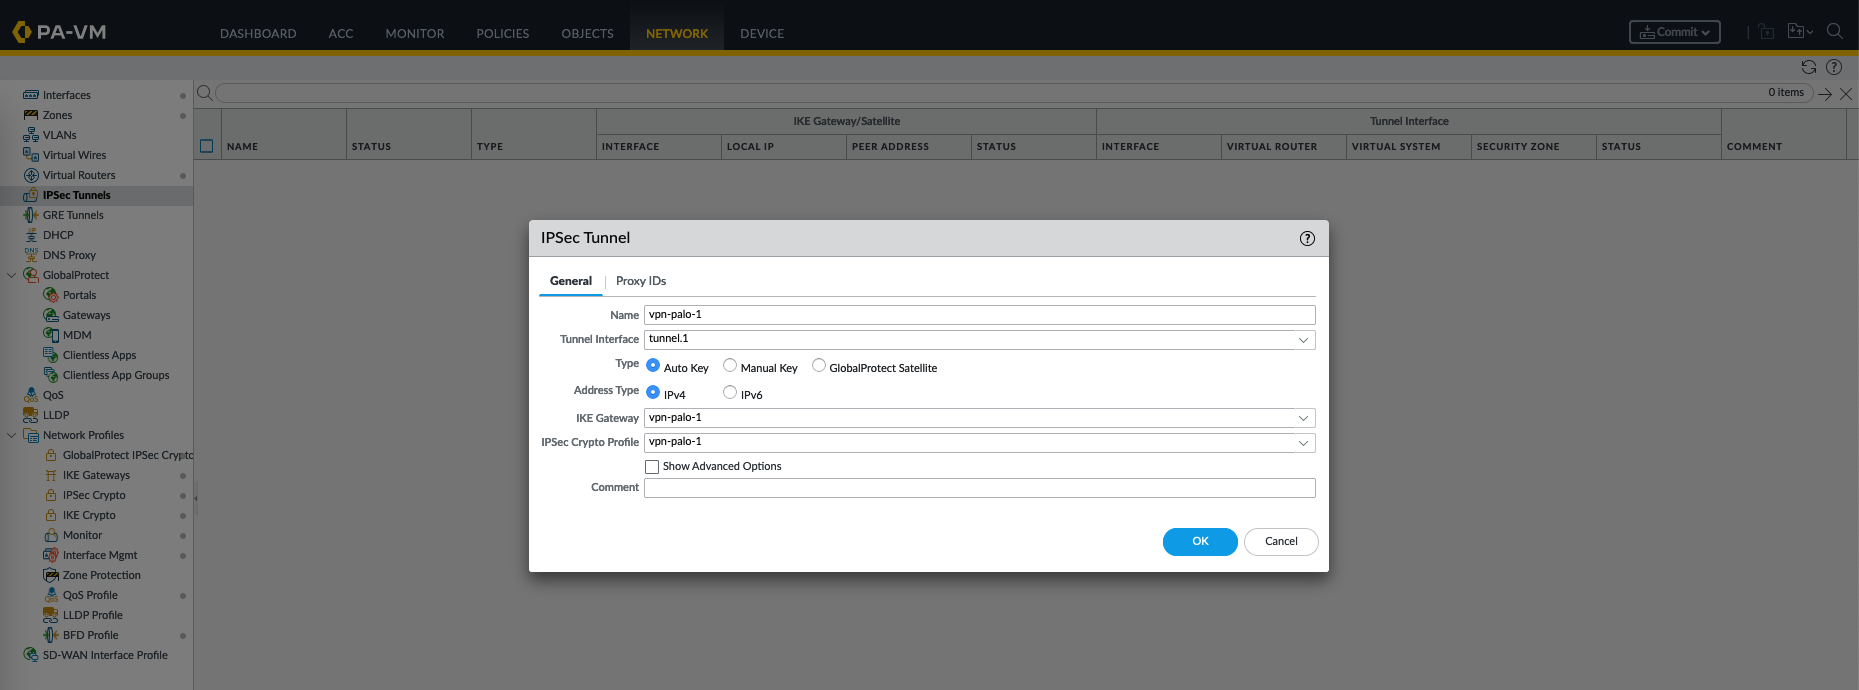 PA-VM
DASHBOARD ACC MONITOR POLICIES OBJECTS NETWORK DEVICE
Commit
Interfaces
Zones
VLANs
Virtual Wires
Virtual Routers
IPSec Tunnels
GRE Tunnels
DHCP
DNS Proxy
GlobalProtect
Portals
Gateways
MDM
Clientless Apps
Clientless App Groups
QoS
LLDP
Network Profiles
GlobalProtect IPSec Crypto
IKE Gateways
IPSec Crypto
IKE Crypto
Monitor
Interface Mgmt
Zone Protection
QoS Profile
LLDP Profile
BFD Profile
SD-WAN Interface Profile
0 items
IKE Gateway/Satellite Tunnel Interface
NAME STATUS TYPE INTERFACE LOCAL IP PEER ADDRESS STATUS INTERFACE VIRTUAL ROUTER VIRTUAL SYSTEM SECURITY ZONE STATUS COMMENT
IPSec Tunnel
General Proxy IDs
Name vpn-palo-1
Tunnel Interface tunnel.1
Type Auto Key Manual Key GlobalProtect Satellite
Address Type IPv4 IPv6
IKE Gateway vpn-palo-1
IPSec Crypto Profile vpn-palo-1
Show Advanced Options
Comment
OK Cancel